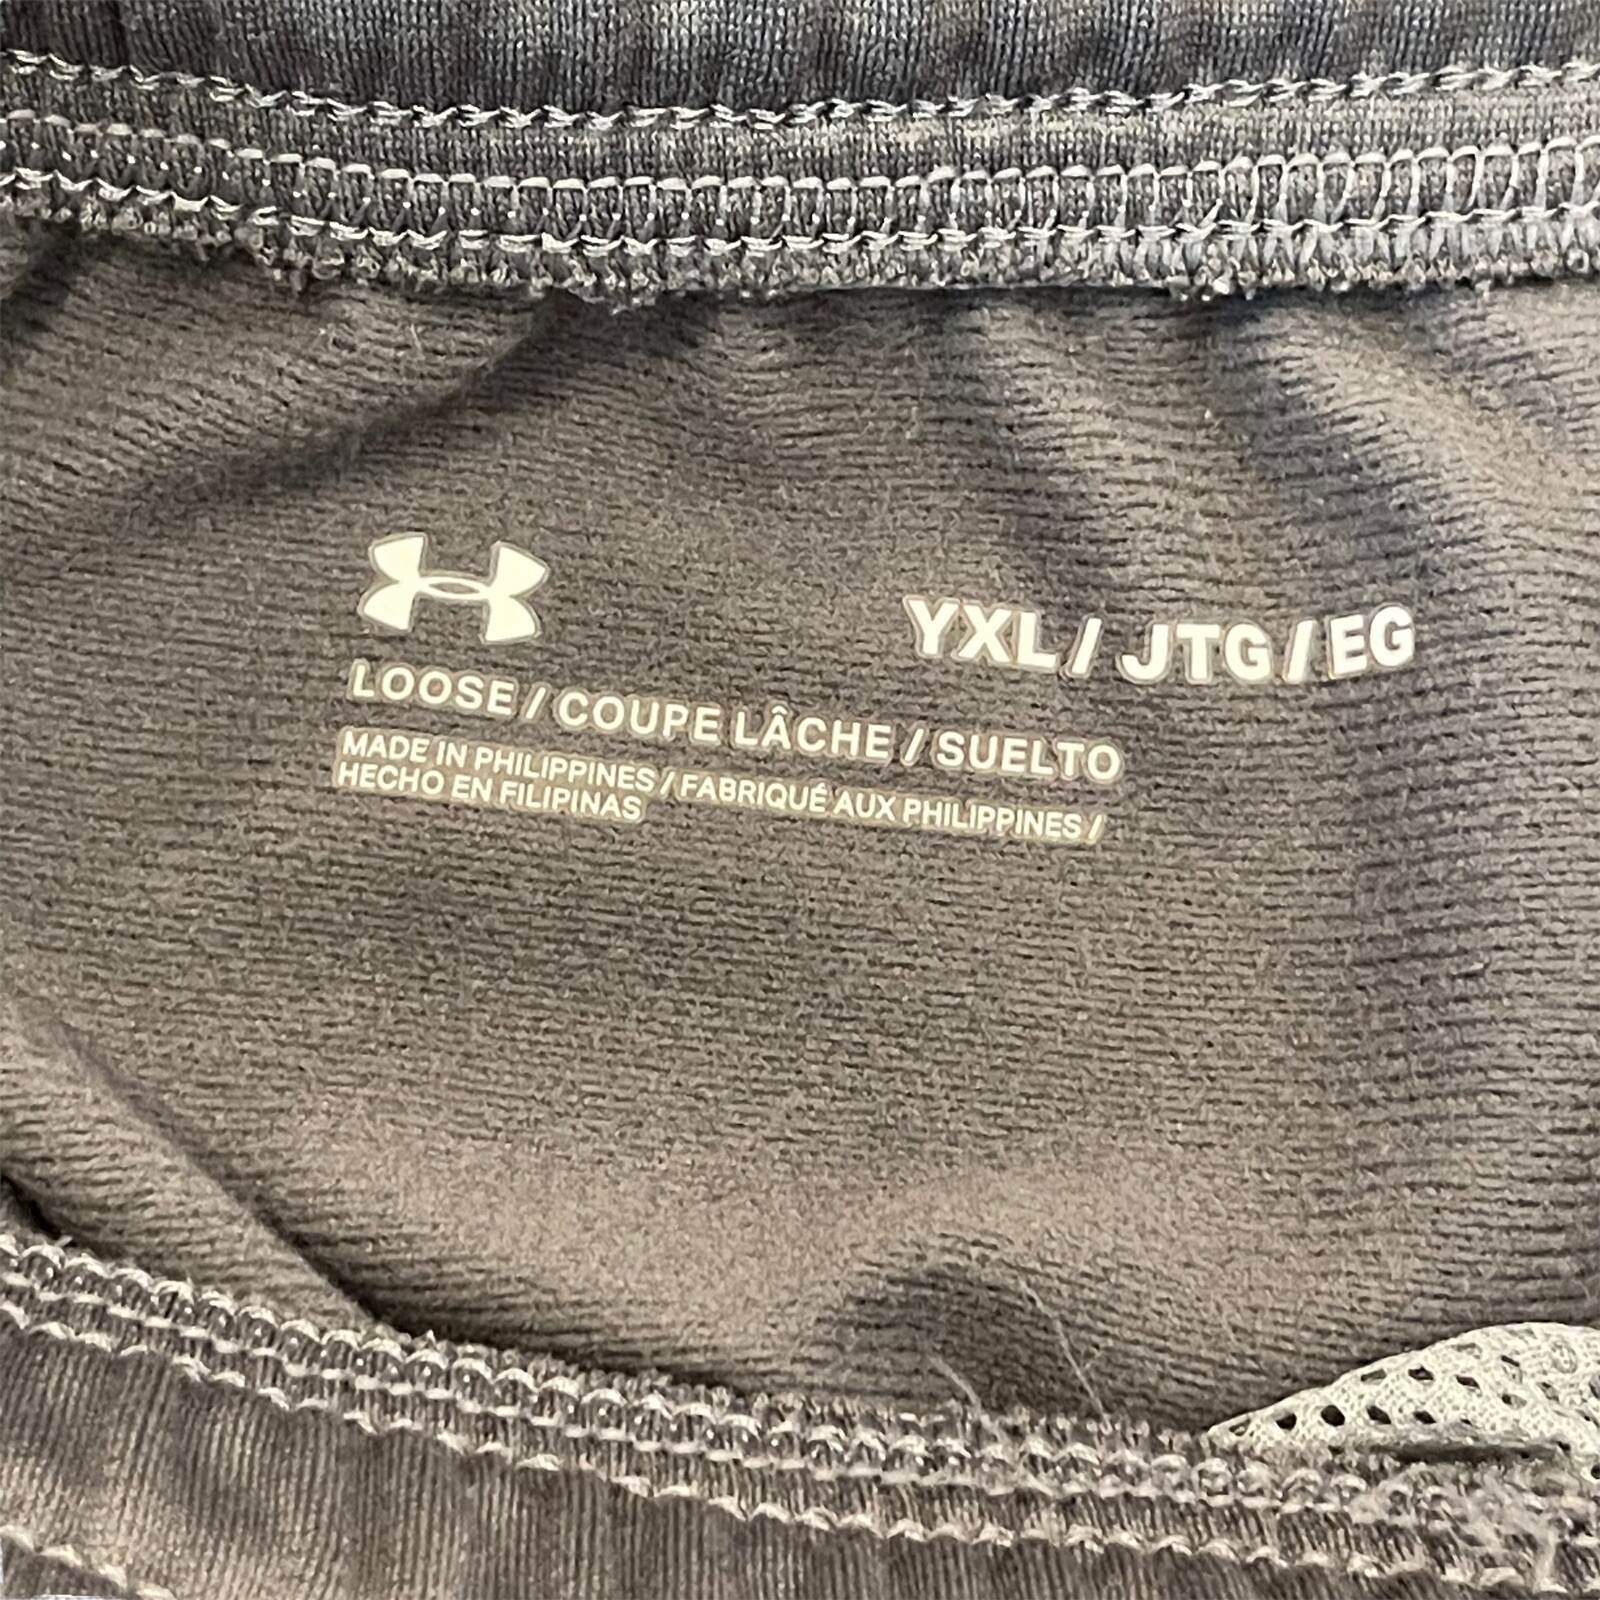 YXL / JTG / EG
LOOSE / COUPE LÂCHE / SUELTO
MADE IN PHILIPPINES / FABRIQUÉ AUX PHILIPPINES /
HECHO EN FILIPINAS